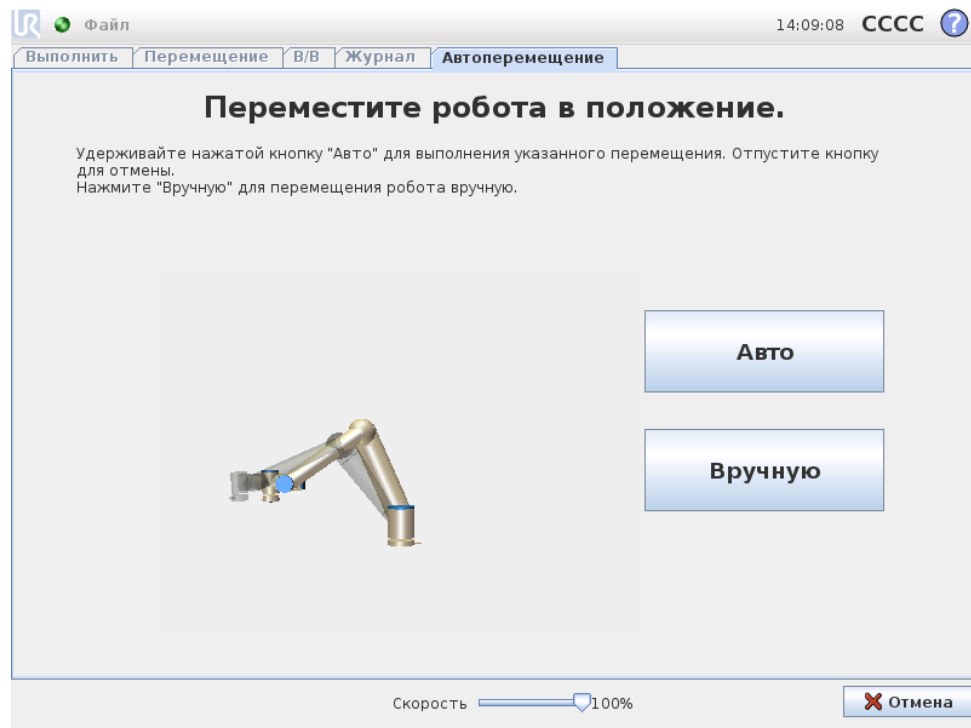 UR
Файл
14:09:08
CCCC
?
Выполнить
Перемещение
В/В
Журнал
Автоперемещение
Переместите робота в положение.
Удерживайте нажатой кнопку "Авто" для выполнения указанного перемещения. Отпустите кнопку
для отмены.
Нажмите "Вручную" для перемещения робота вручную.
Авто
Вручную
Скорость
100%
Отмена